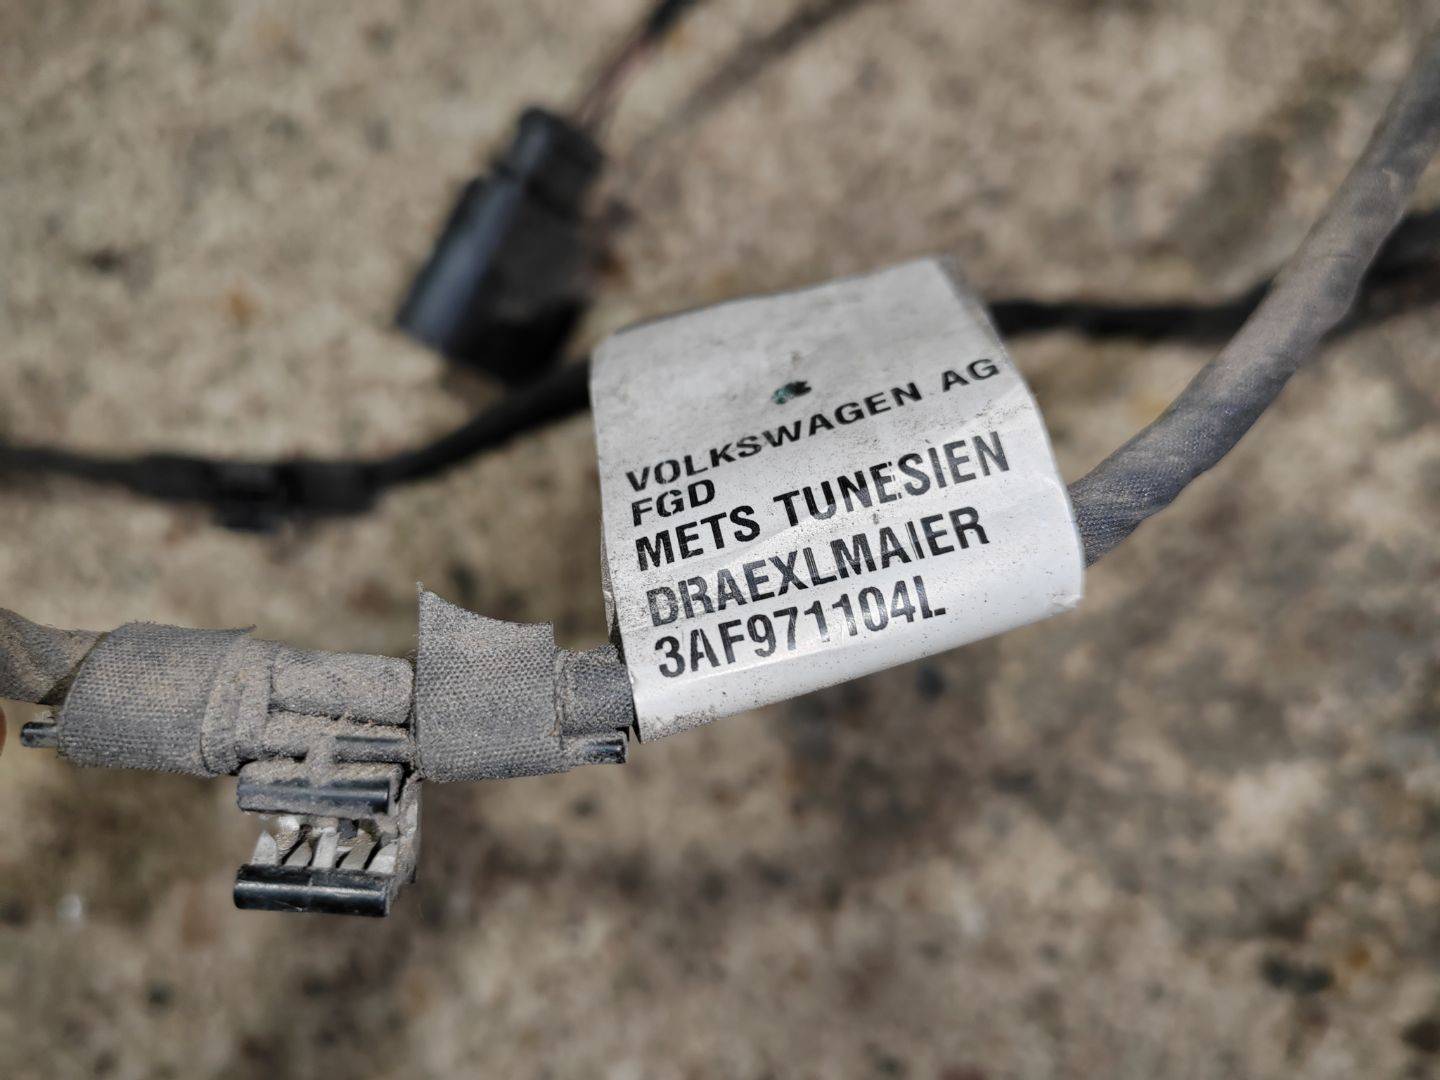 VOLKSWAGEN AG
FGD
METS TUNESIEN
DRAEXLMAIER
3AF971104L